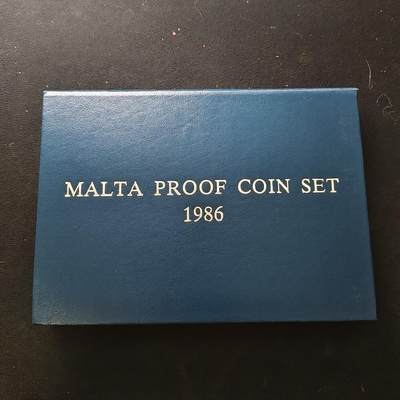 MALTA PROOF COIN SET
1986